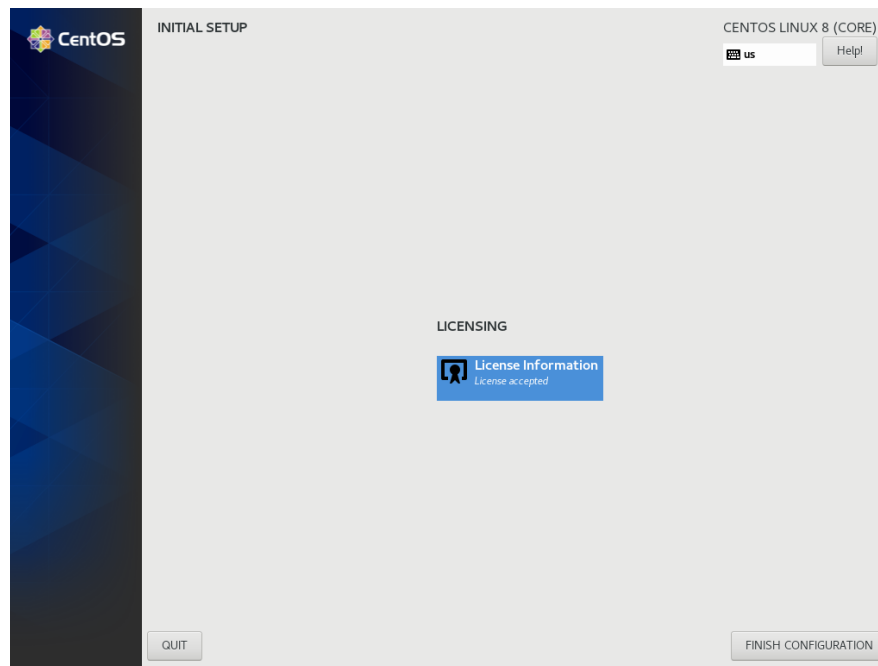 CentOS
INITIAL SETUP
CENTOS LINUX 8 (CORE)
us
Help!
LICENSING
License Information
License accepted
QUIT
FINISH CONFIGURATION